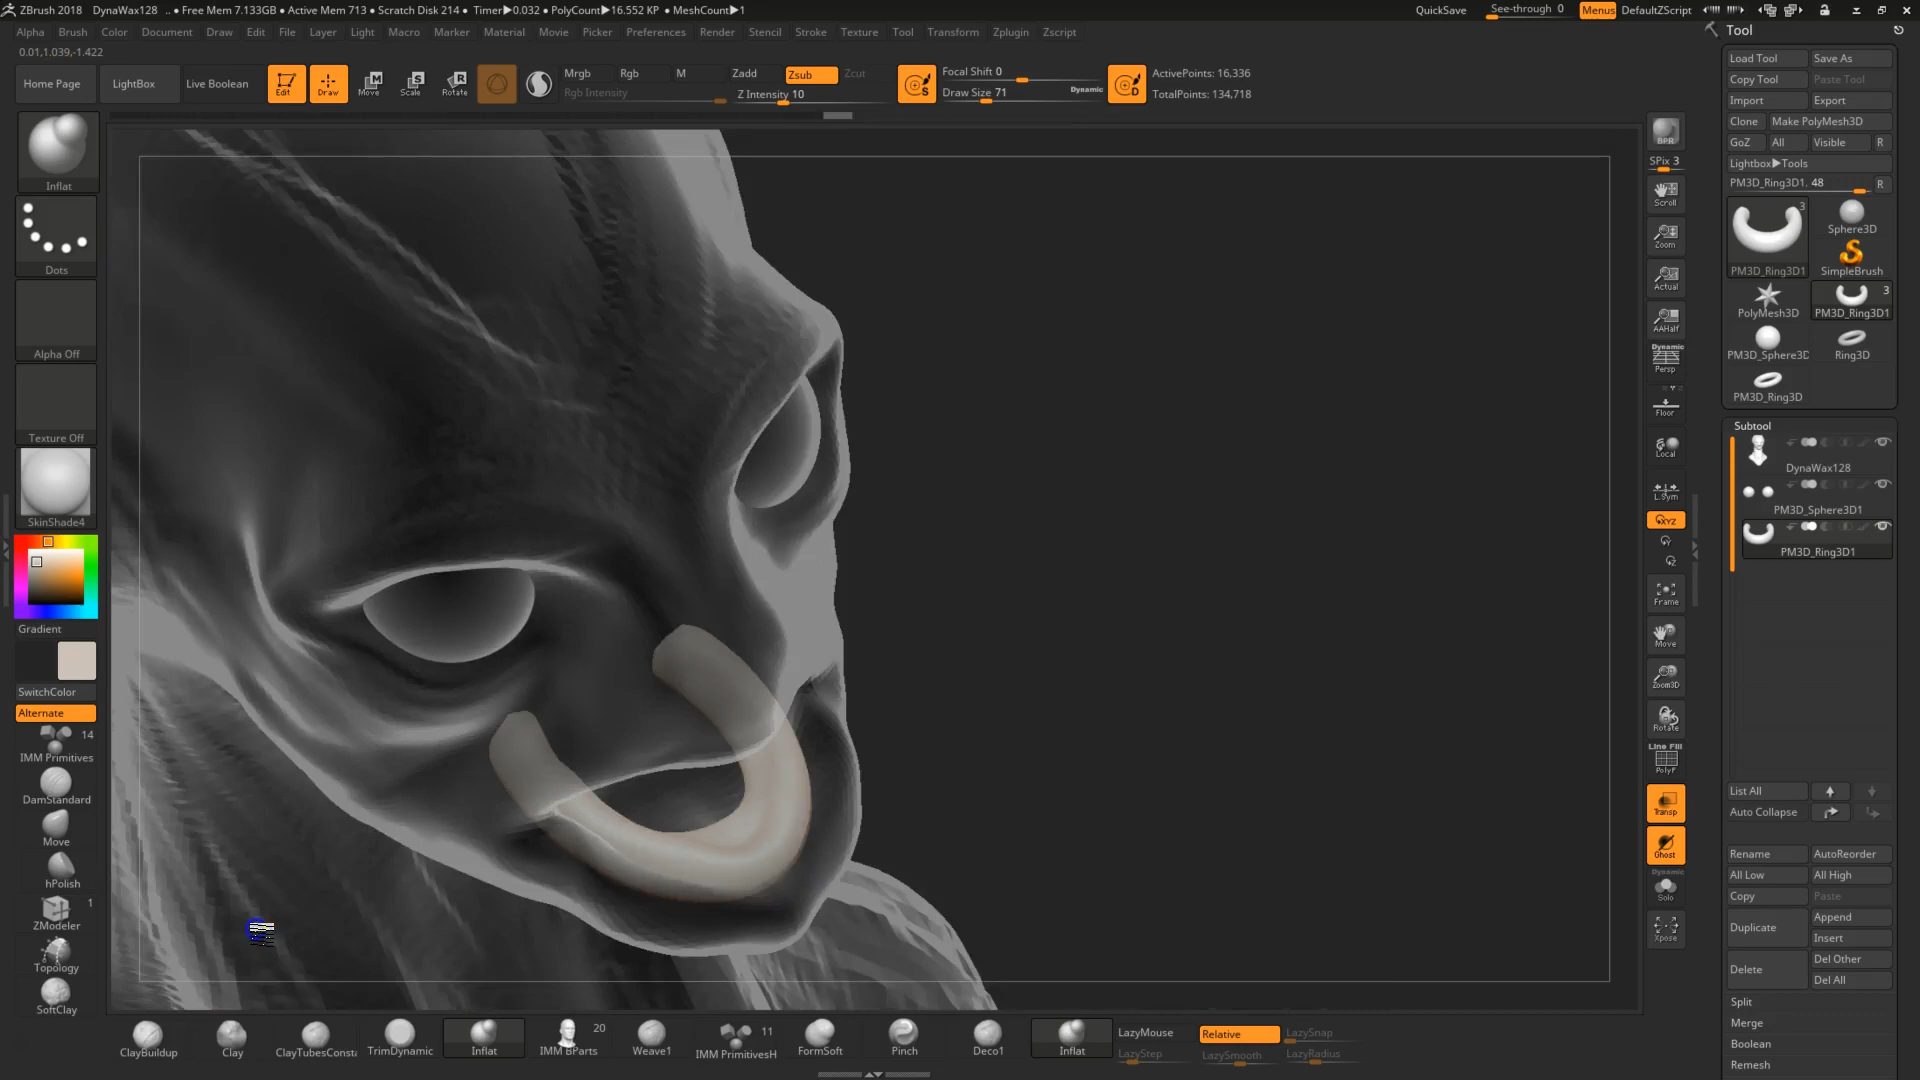 ZBrush 2018 DynaWax128 .. • Free Mem 7.133GB • Active Mem 713 • Scratch Disk 214 • Timer▶0.032 • PolyCount▶16.552 KP • MeshCount▶1 QuickSave See-through 0 Menus DefaultZScript
Alpha Brush Color Document Draw Edit File Layer Light Macro Marker Material Movie Picker Preferences Render Stencil Stroke Texture Tool Transform Zplugin Zscript
0.01,1.039,-1.422
Home Page LightBox Live Boolean Edit Draw Move Scale Rotate
Mrgb Rgb M Zadd Zsub Zcut
Rgb Intensity Z Intensity 10
Focal Shift 0
Draw Size 71 Dynamic
ActivePoints: 16,336
TotalPoints: 134,718
S
D
Inflat
Dots
Alpha Off
Texture Off
SkinShade4
Gradient
SwitchColor
Alternate
14
IMM Primitives
DamStandard
Move
hPolish
1
ZModeler
Topology
SoftClay
ClayBuildup
Clay
ClayTubesConsta
TrimDynamic
Inflat
20
IMM BParts
Weave1
11
IMM PrimitivesH
FormSoft
Pinch
Deco1
Inflat
LazyMouse Relative LazySnap
LazyStep LazySmooth LazyRadius
BPR
SPix 3
Scroll
Zoom
Actual
AAHalf
Dynamic
Persp
Floor
Local
L.Sym
XYZ
Y
Z
Frame
Move
Zoom3D
Rotate
Line Fill
PolyF
Transp
Ghost
Dynamic
Solo
Xpose
Tool
Load Tool Save As
Copy Tool Paste Tool
Import Export
Clone Make PolyMesh3D
GoZ All Visible R
Lightbox▶Tools
PM3D_Ring3D1. 48 R
3
PM3D_Ring3D1
Sphere3D
SimpleBrush
PolyMesh3D
3
PM3D_Ring3D1
PM3D_Sphere3D
Ring3D
PM3D_Ring3D
Subtool
DynaWax128
PM3D_Sphere3D1
PM3D_Ring3D1
List All
Auto Collapse
Rename AutoReorder
All Low All High
Copy Paste
Duplicate Append
Insert
Delete Del Other
Del All
Split
Merge
Boolean
Remesh